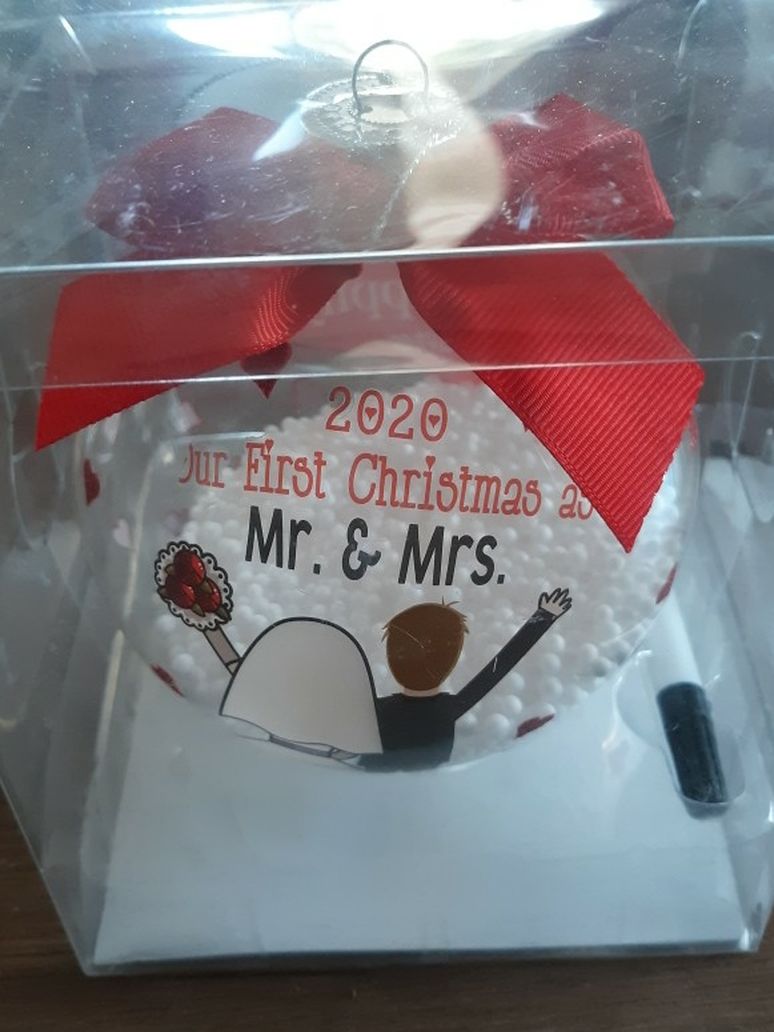 2020
Our First Christmas as
Mr. & Mrs.